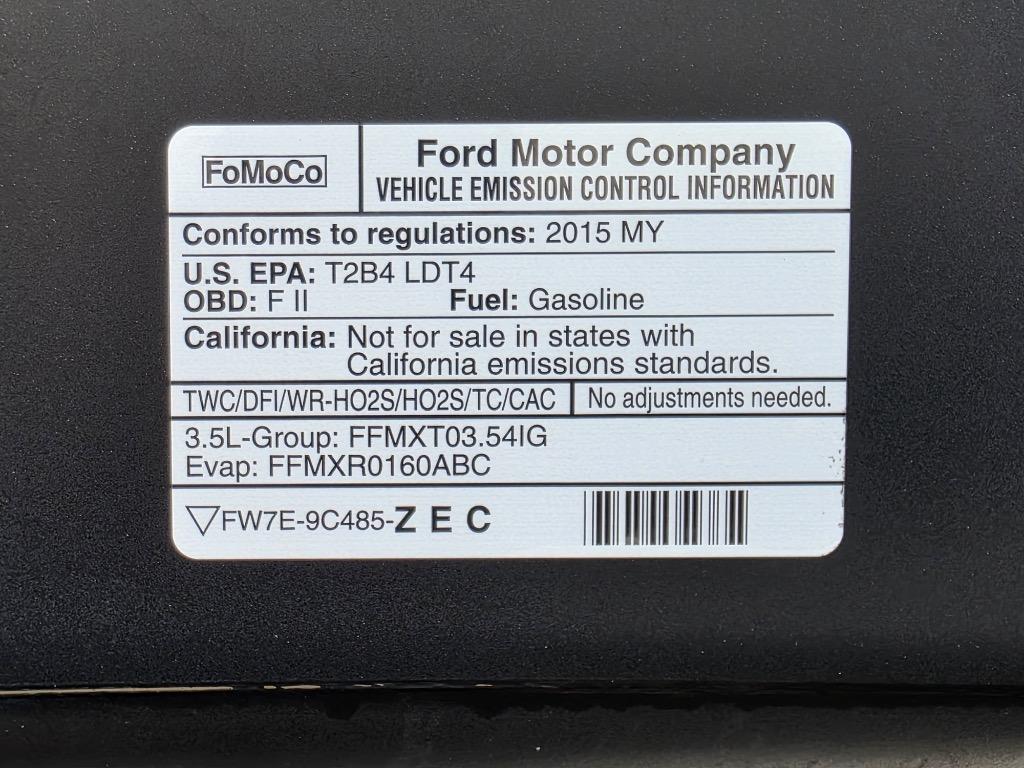 FoMoCo
Ford Motor Company
VEHICLE EMISSION CONTROL INFORMATION
Conforms to regulations: 2015 MY
U.S. EPA: T2B4 LDT4
OBD: F II Fuel: Gasoline
California: Not for sale in states with
California emissions standards.
TWC/DFI/WR-HO2S/HO2S/TC/CAC No adjustments needed.
3.5L-Group: FFMXT03.54IG
Evap: FFMXR0160ABC
FW7E-9C485-Z E C